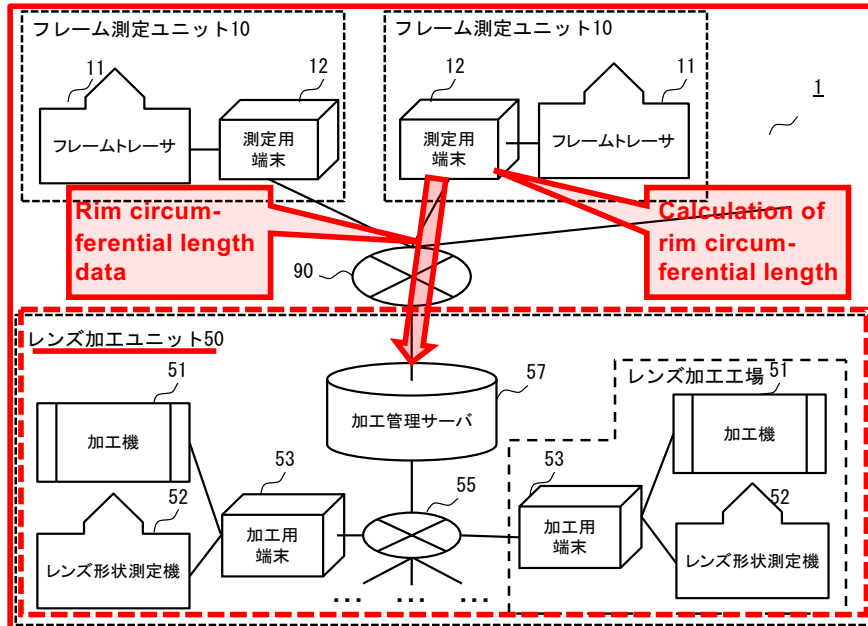 フレーム測定ユニット10
フレーム測定ユニット10
11
12
12
11
1
フレームトレーサ
測定用
端末
測定用
端末
フレームトレーサ
Rim circum-
ferential length
data
Calculation of
rim circum-
ferential length
90
レンズ加工ユニット50
レンズ加工工場
51
57
51
加工機
加工管理サーバ
加工機
53
55
53
52
52
加工用
端末
加工用
端末
レンズ形状測定機
レンズ形状測定機
... ... ...